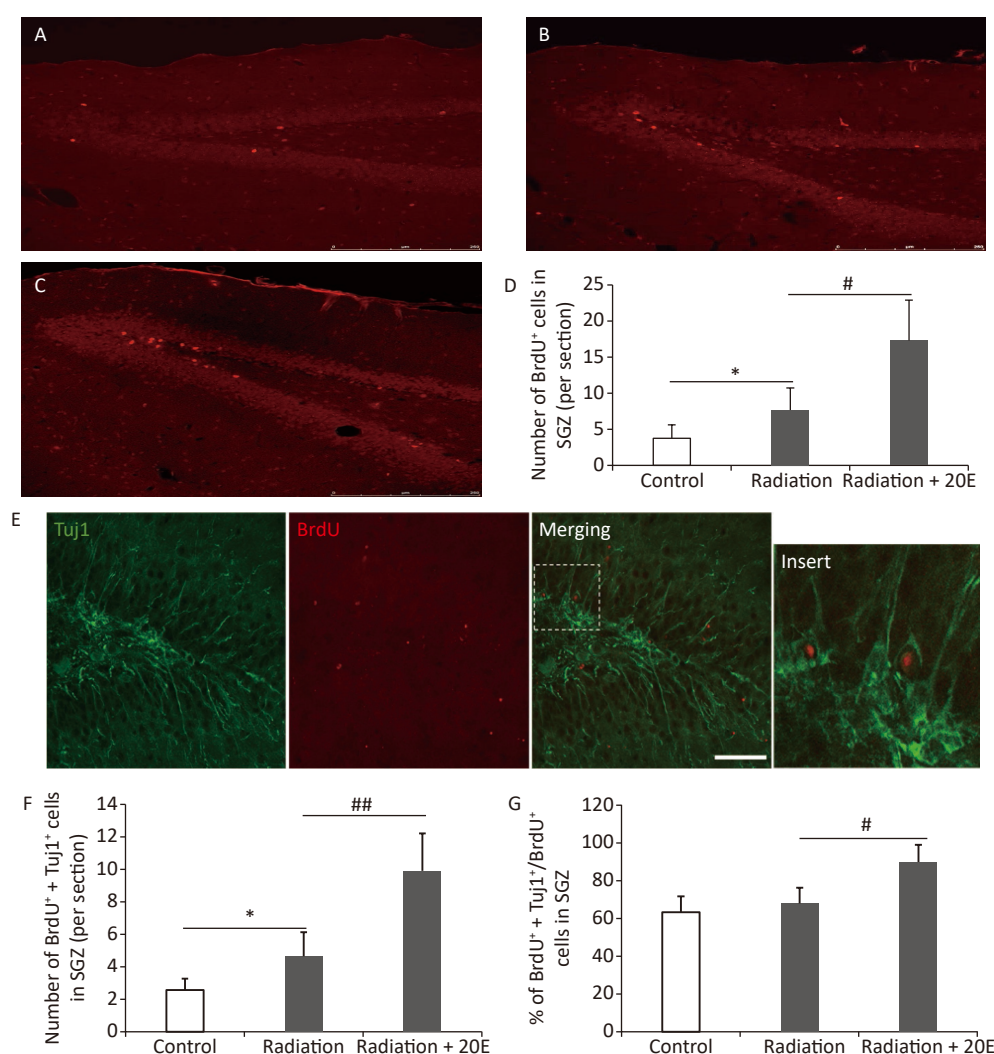 A
B
C
D
Number of BrdU⁺ cells in
SGZ (per section)
25
20
15
10
5
0
#
*
Control Radiation Radiation + 20E
E
Tuj1 BrdU Merging Insert
F
Number of BrdU⁺ + Tuj1⁺ cells
in SGZ (per section)
14
12
10
8
6
4
2
0
##
*
Control Radiation Radiation + 20E
G
% of BrdU⁺ + Tuj1⁺/BrdU⁺
cells in SGZ
120
100
80
60
40
20
0
#
Control Radiation Radiation + 20E